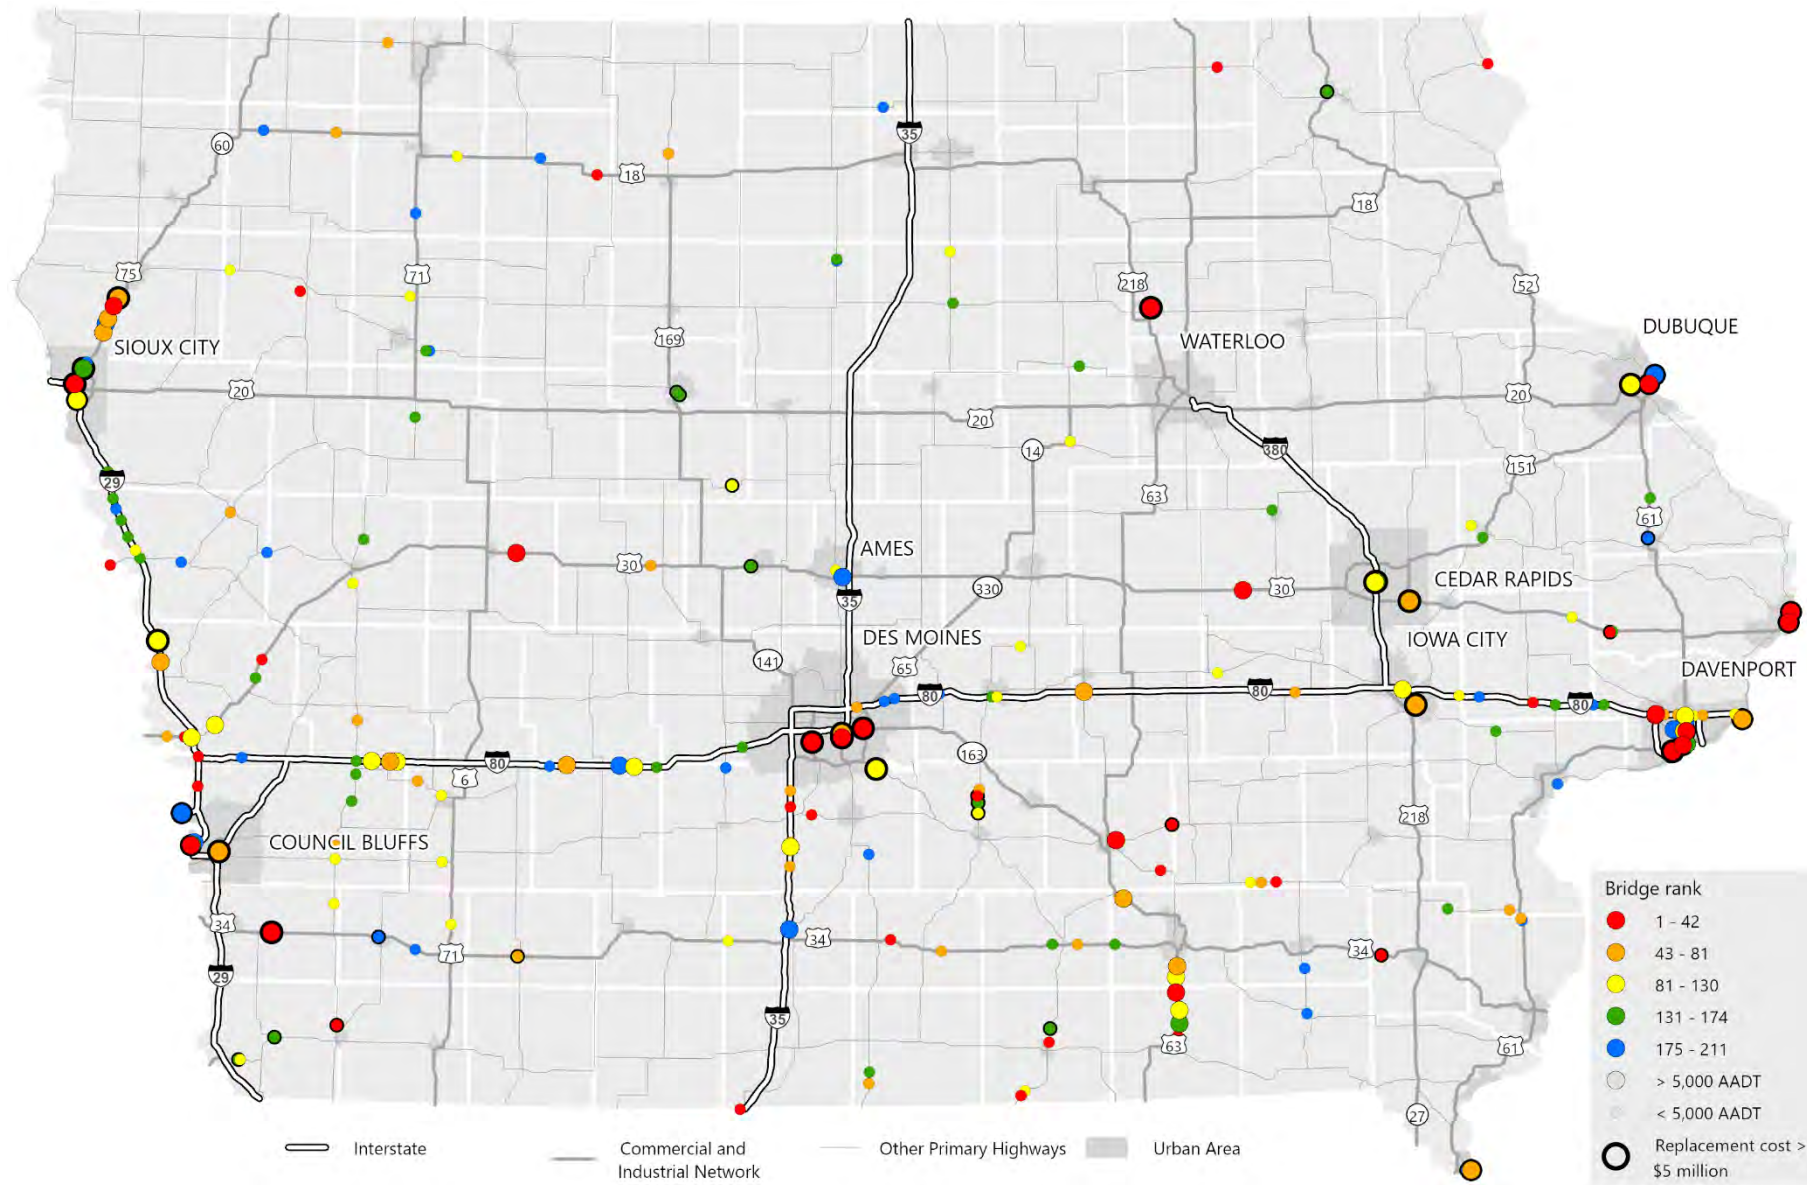 35
60
18
18
75
71
218
52
169
SIOUX CITY
WATERLOO
DUBUQUE
20
20
20
14
380
29
151
63
61
AMES
30
330
30
35
CEDAR RAPIDS
DES MOINES
IOWA CITY
141
65
DAVENPORT
80
80
80
163
80
6
218
COUNCIL BLUFFS
34
34
71
34
29
35
63
61
27
Bridge rank
1 - 42
43 - 81
81 - 130
131 - 174
175 - 211
> 5,000 AADT
< 5,000 AADT
Replacement cost >
$5 million
Interstate
Commercial and
Industrial Network
Other Primary Highways
Urban Area